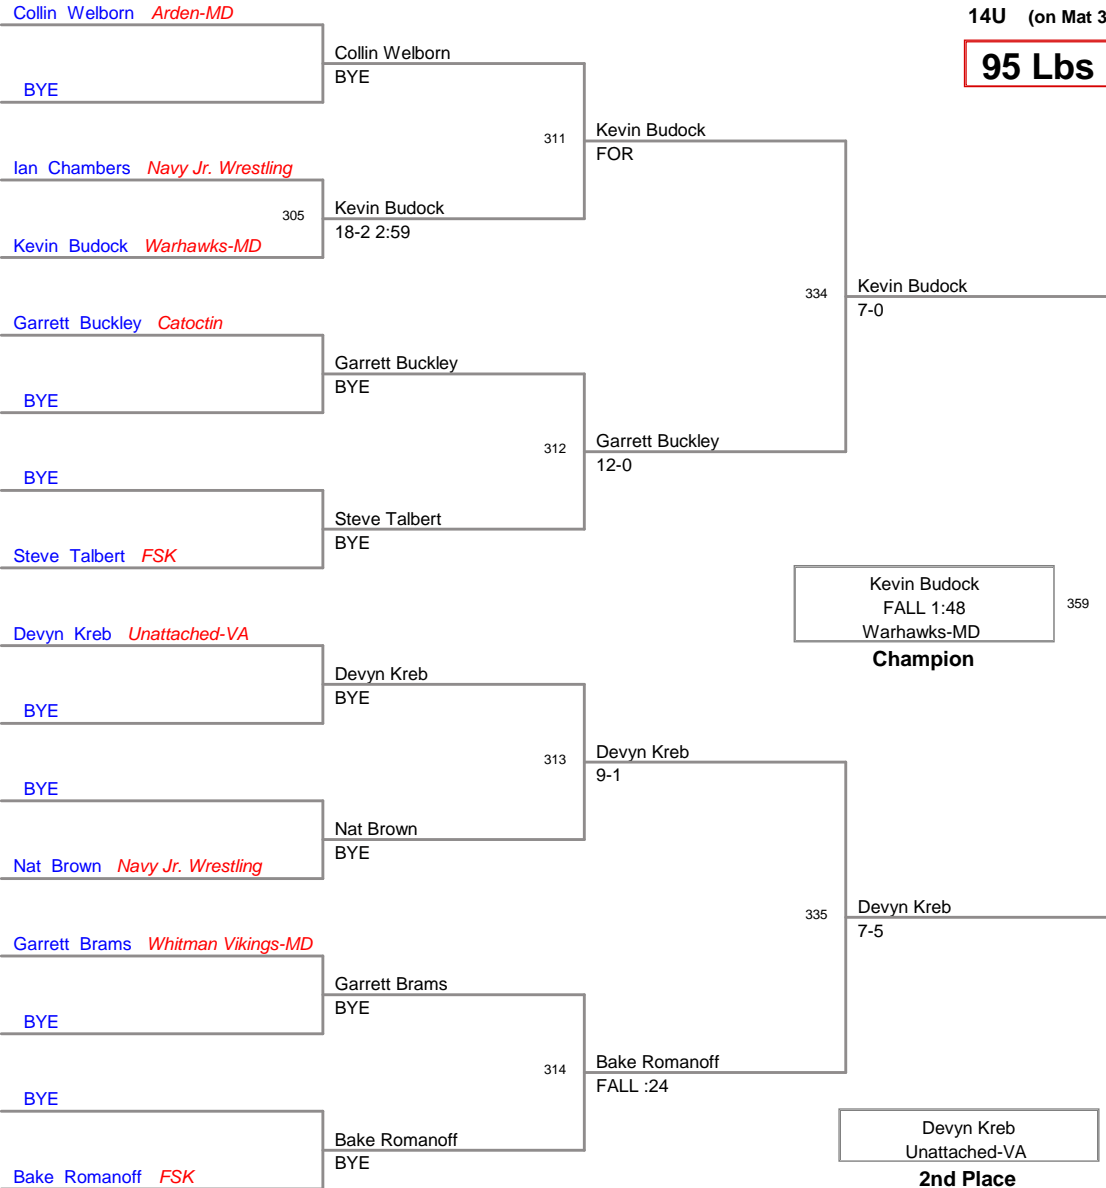 Collin Welborn Arden-MD
14U (on Mat 3
Collin Welborn
BYE
95 Lbs
BYE
311
Kevin Budock
FOR
Ian Chambers Navy Jr. Wrestling
305
Kevin Budock
18-2 2:59
Kevin Budock Warhawks-MD
334
Kevin Budock
7-0
Garrett Buckley Catoctin
Garrett Buckley
BYE
BYE
312
Garrett Buckley
12-0
BYE
Steve Talbert
BYE
Steve Talbert FSK
Kevin Budock
FALL 1:48
Warhawks-MD
359
Champion
Devyn Kreb Unattached-VA
Devyn Kreb
BYE
BYE
313
Devyn Kreb
9-1
BYE
Nat Brown
BYE
Nat Brown Navy Jr. Wrestling
335
Devyn Kreb
7-5
Garrett Brams Whitman Vikings-MD
Garrett Brams
BYE
BYE
314
Bake Romanoff
FALL :24
BYE
Bake Romanoff
BYE
Bake Romanoff FSK
Devyn Kreb
Unattached-VA
2nd Place